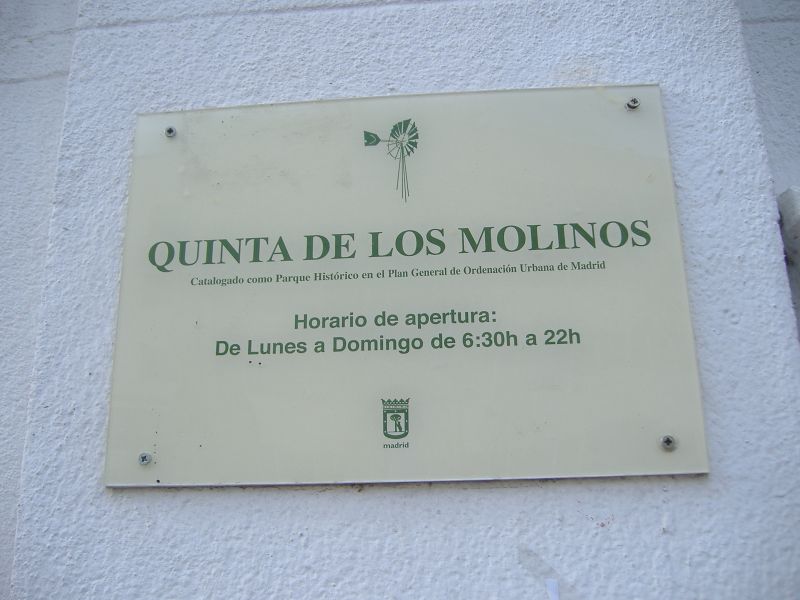 QUINTA DE LOS MOLINOS
Catalogado como Parque Histórico en el Plan General de Ordenación Urbana de Madrid
Horario de apertura:
De Lunes a Domingo de 6:30h a 22h
madrid